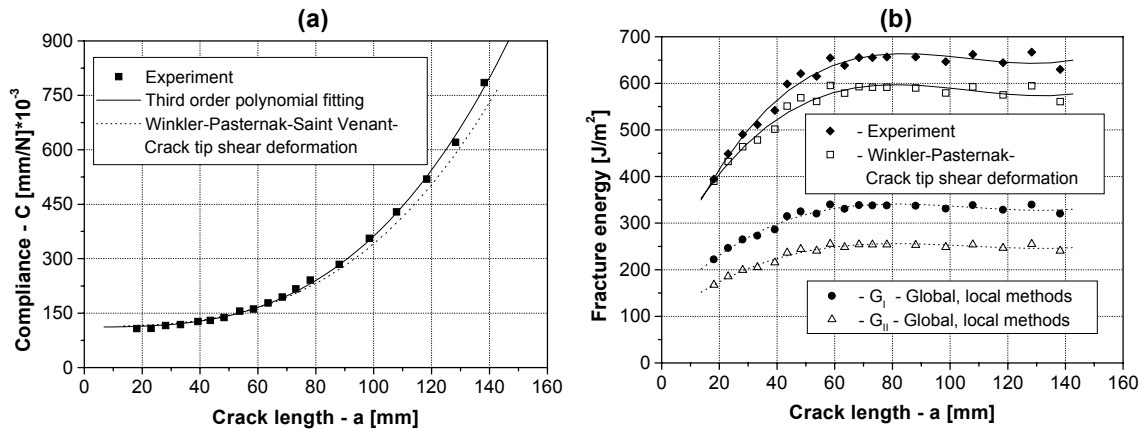 (a)
Compliance - C [mm/N]*10⁻³
900
750
600
450
300
150
0
Experiment
Third order polynomial fitting
Winkler-Pasternak-Saint Venant-
Crack tip shear deformation
0 20 40 60 80 100 120 140 160
Crack length - a [mm]
(b)
Fracture energy [J/m²]
700
600
500
400
300
200
100
0
- Experiment
- Winkler-Pasternak-
Crack tip shear deformation
- G_I - Global, local methods
- G_II - Global, local methods
0 20 40 60 80 100 120 140 160
Crack length - a [mm]